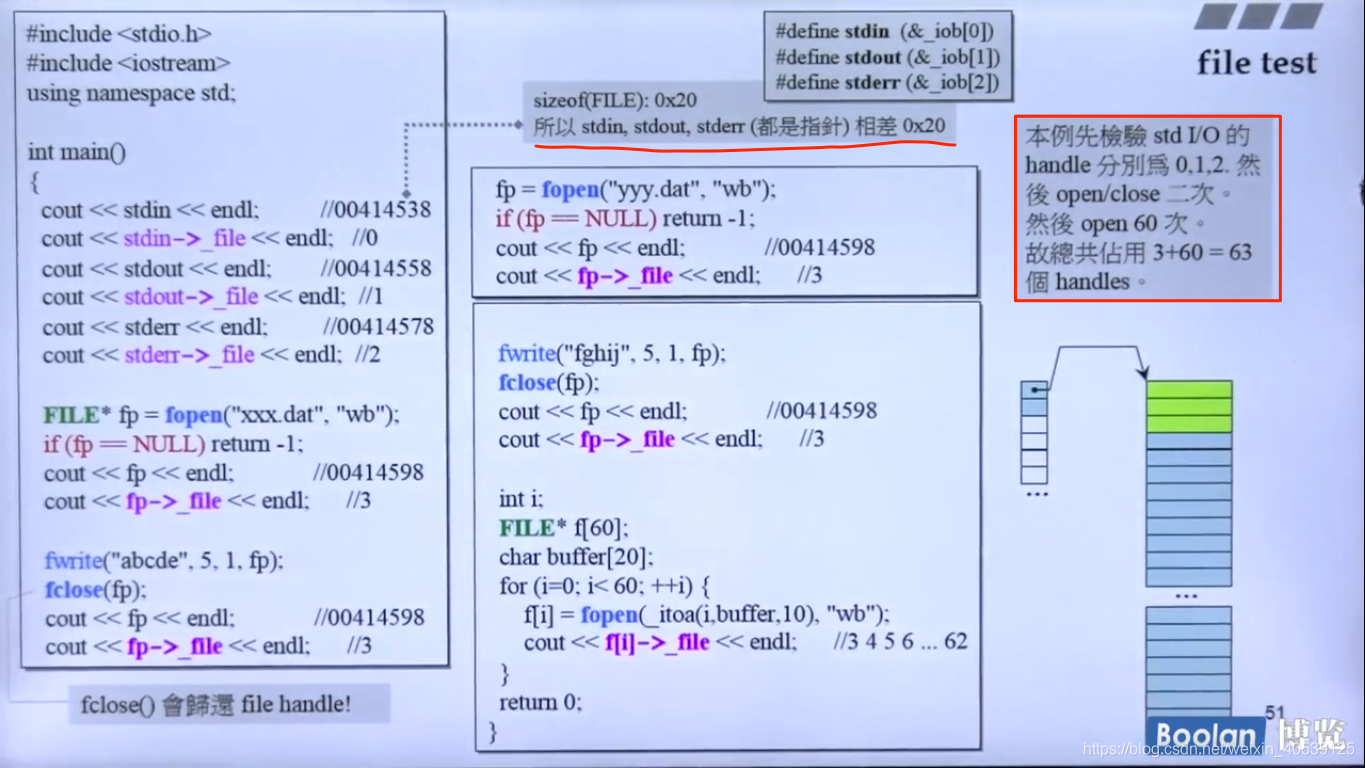 #include <stdio.h>
#include <iostream>
using namespace std;
int main()
{
cout << stdin << endl; //00414538
cout << stdin->_file << endl; //0
cout << stdout << endl; //00414558
cout << stdout->_file << endl; //1
cout << stderr << endl; //00414578
cout << stderr->_file << endl; //2
FILE* fp = fopen("xxx.dat", "wb");
if (fp == NULL) return -1;
cout << fp << endl; //00414598
cout << fp->_file << endl; //3
fwrite("abcde", 5, 1, fp);
fclose(fp);
cout << fp << endl; //00414598
cout << fp->_file << endl; //3
fclose() 會歸還 file handle!
#define stdin (&_iob[0])
#define stdout (&_iob[1])
#define stderr (&_iob[2])
sizeof(FILE): 0x20
所以 stdin, stdout, stderr (都是指針) 相差 0x20
fp = fopen("yyy.dat", "wb");
if (fp == NULL) return -1;
cout << fp << endl; //00414598
cout << fp->_file << endl; //3
fwrite("fghij", 5, 1, fp);
fclose(fp);
cout << fp << endl; //00414598
cout << fp->_file << endl; //3
int i;
FILE* f[60];
char buffer[20];
for (i=0; i< 60; ++i) {
f[i] = fopen(_itoa(i,buffer,10), "wb");
cout << f[i]->_file << endl; //3 4 5 6 ... 62
}
return 0;
}
file test
本例先檢驗 std I/O 的
handle 分別爲 0,1,2. 然
後 open/close 二次。
然後 open 60 次。
故總共佔用 3+60 = 63
個 handles。
...
...
51
Boolan 博览
https://blog.csdn.net/weixin_40539125